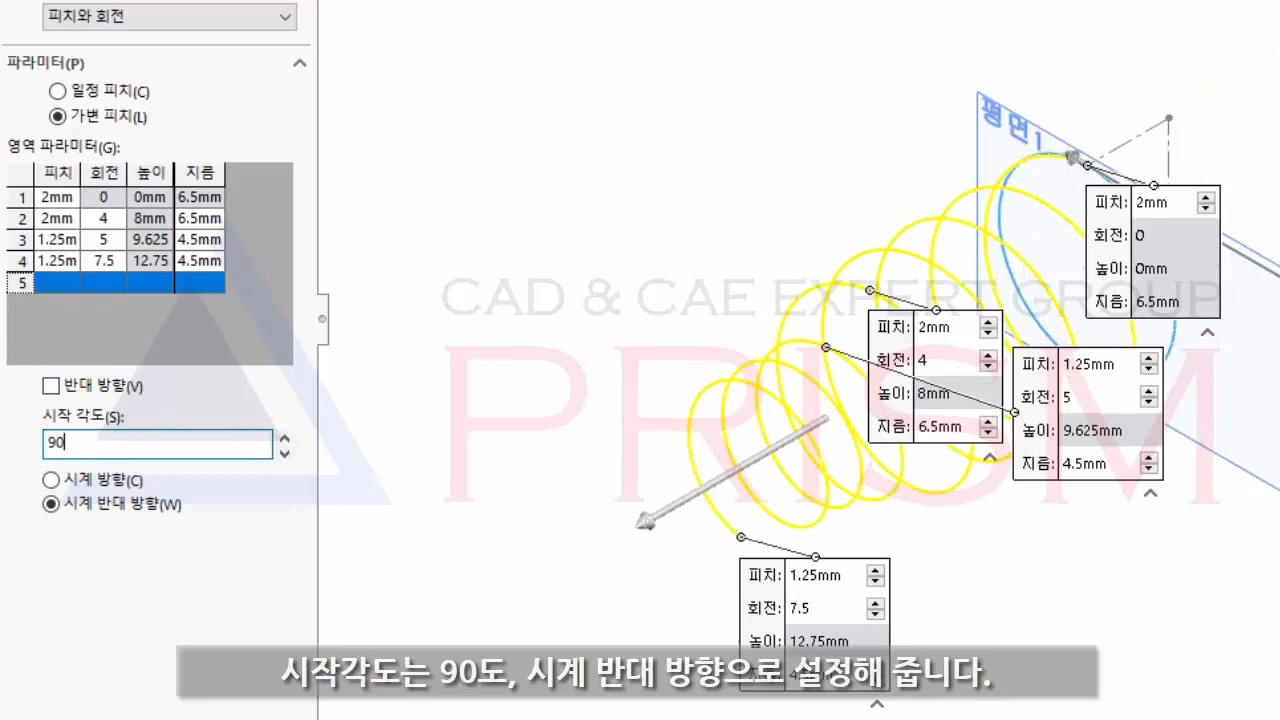 피치와 회전
파라미터(P)
일정 피치(C)
가변 피치(L)
영역 파라미터(G):
피치 회전 높이 지름
1 2mm 0 0mm 6.5mm
2 2mm 4 8mm 6.5mm
3 1.25m 5 9.625 4.5mm
4 1.25m 7.5 12.75 4.5mm
5
반대 방향(V)
시작 각도(S):
90
시계 방향(C)
시계 반대 방향(W)
평면1
피치: 2mm
회전: 0
높이: 0mm
지름: 6.5mm
CAD & CAE EXPERT GROUP
PRISM
피치: 2mm
회전: 4
높이: 8mm
지름: 6.5mm
피치: 1.25mm
회전: 5
높이: 9.625mm
지름: 4.5mm
피치: 1.25mm
회전: 7.5
높이: 12.75mm
시작각도는 90도, 시계 반대 방향으로 설정해 줍니다.